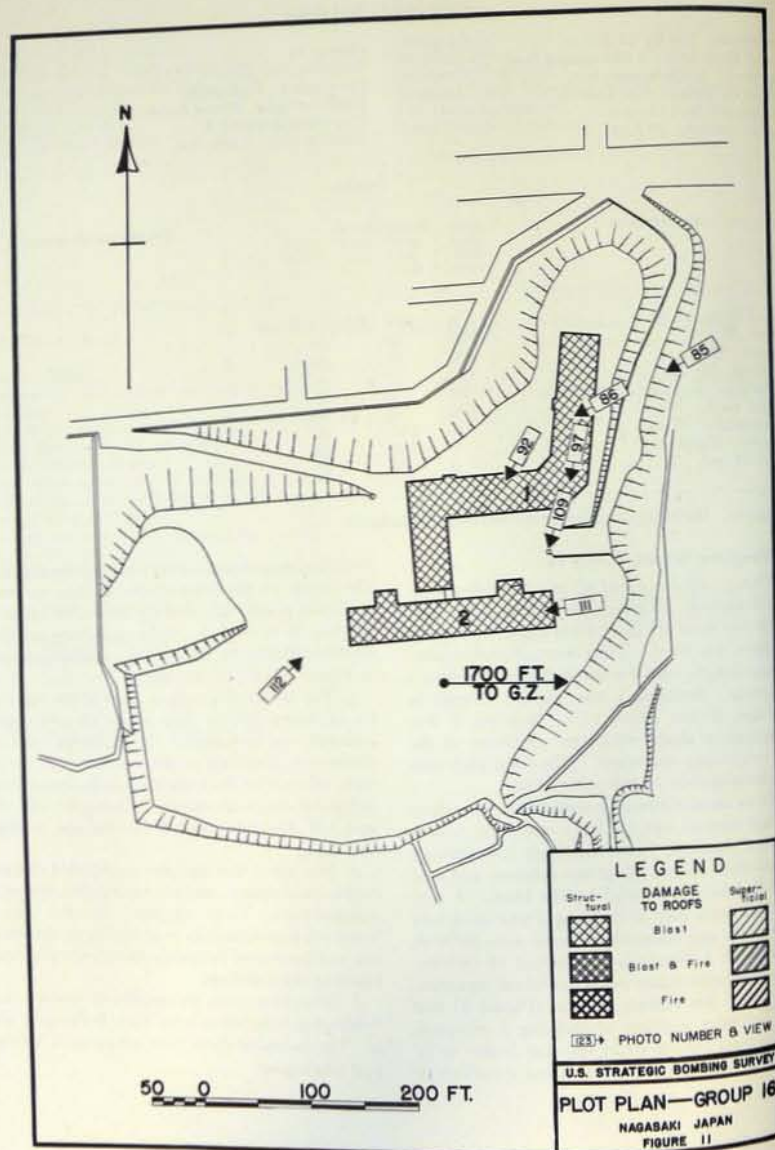 N
85
86
92
97
1
109
2
111
112
1700 FT.
TO G.Z.
LEGEND
Struc-
tural
DAMAGE
TO ROOFS
Super-
ficial
Blast
Blast & Fire
Fire
123 PHOTO NUMBER & VIEW
U.S. STRATEGIC BOMBING SURVEY
PLOT PLAN—GROUP 16
NAGASAKI JAPAN
FIGURE 11
50 0 100 200 FT.